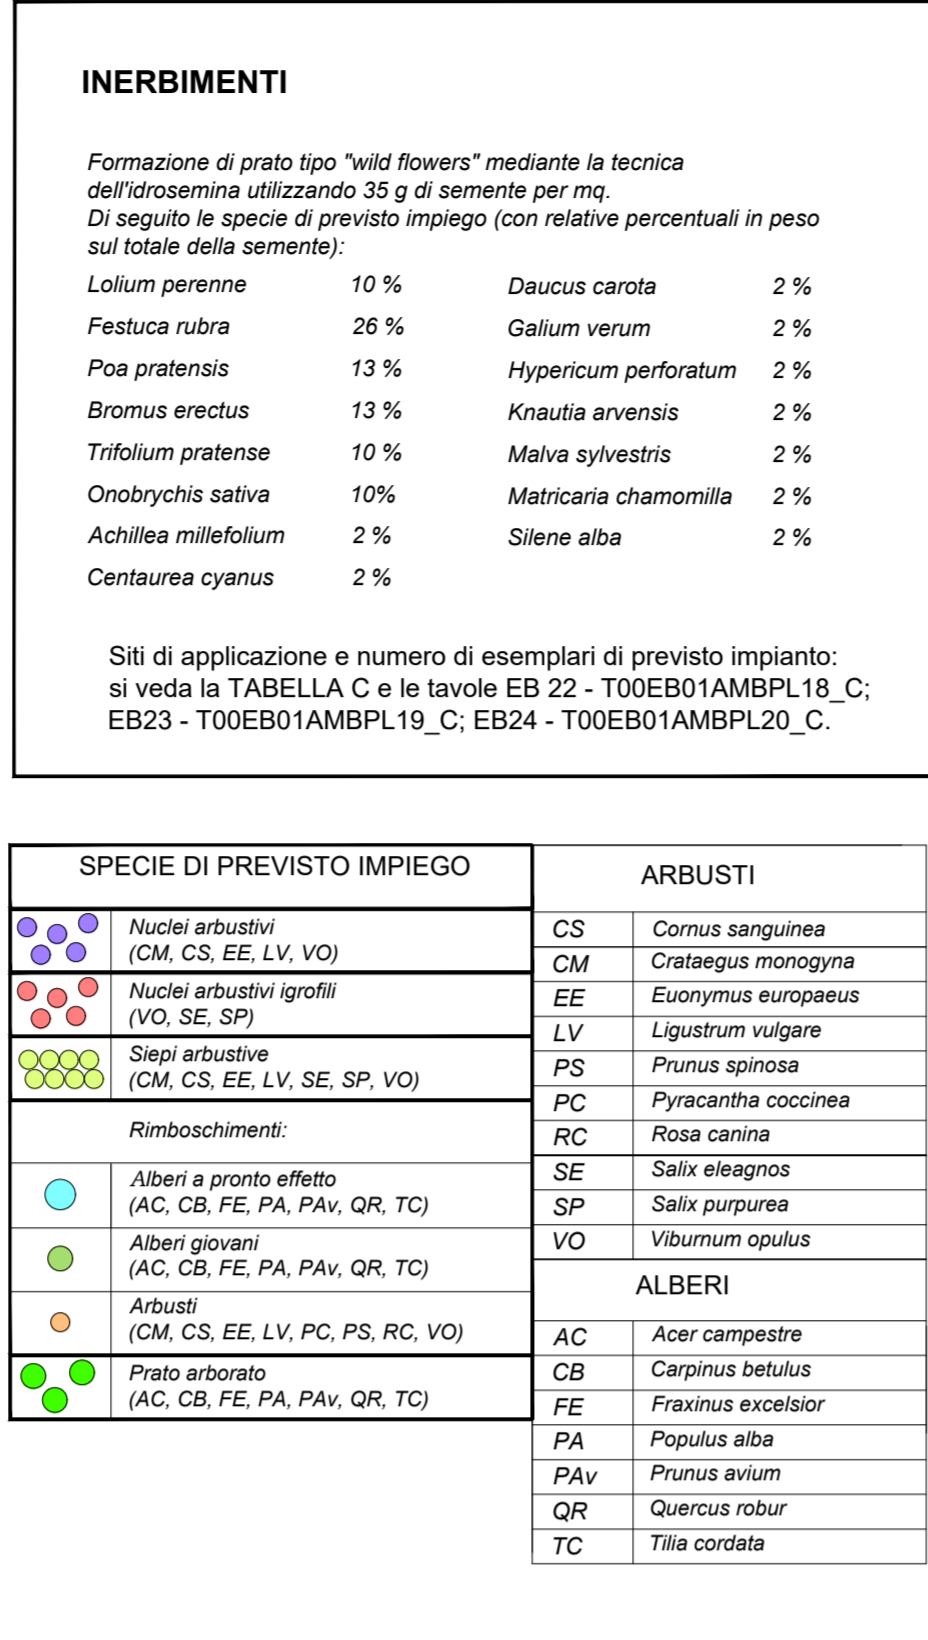 INERBIMENTI
Formazione di prato tipo "wild flowers" mediante la tecnica
dell'idrosemina utilizzando 35 g di semente per mq.
Di seguito le specie di previsto impiego (con relative percentuali in peso
sul totale della semente):
Lolium perenne 10 %
Festuca rubra 26 %
Poa pratensis 13 %
Bromus erectus 13 %
Trifolium pratense 10 %
Onobrychis sativa 10%
Achillea millefolium 2 %
Centaurea cyanus 2 %
Daucus carota 2 %
Galium verum 2 %
Hypericum perforatum 2 %
Knautia arvensis 2 %
Malva sylvestris 2 %
Matricaria chamomilla 2 %
Silene alba 2 %
Siti di applicazione e numero di esemplari di previsto impianto:
si veda la TABELLA C e le tavole EB 22 - T00EB01AMBPL18_C;
EB23 - T00EB01AMBPL19_C; EB24 - T00EB01AMBPL20_C.
SPECIE DI PREVISTO IMPIEGO
Nuclei arbustivi
(CM, CS, EE, LV, VO)
Nuclei arbustivi igrofili
(VO, SE, SP)
Siepi arbustive
(CM, CS, EE, LV, SE, SP, VO)
Rimboschimenti:
Alberi a pronto effetto
(AC, CB, FE, PA, PAv, QR, TC)
Alberi giovani
(AC, CB, FE, PA, PAv, QR, TC)
Arbusti
(CM, CS, EE, LV, PC, PS, RC, VO)
Prato arborato
(AC, CB, FE, PA, PAv, QR, TC)
ARBUSTI
CS Cornus sanguinea
CM Crataegus monogyna
EE Euonymus europaeus
LV Ligustrum vulgare
PS Prunus spinosa
PC Pyracantha coccinea
RC Rosa canina
SE Salix eleagnos
SP Salix purpurea
VO Viburnum opulus
ALBERI
AC Acer campestre
CB Carpinus betulus
FE Fraxinus excelsior
PA Populus alba
PAv Prunus avium
QR Quercus robur
TC Tilia cordata